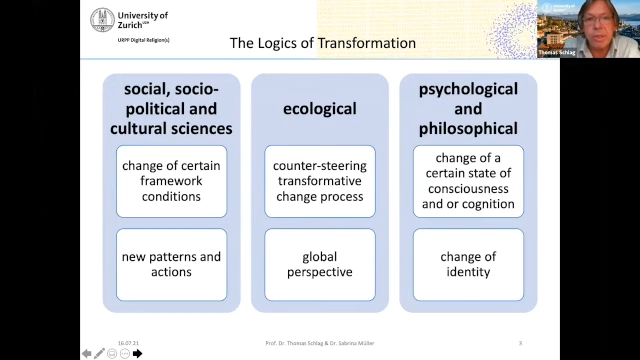 University of
Zurich UZH
URPP Digital Religion(s)
The Logics of Transformation
Thomas Schlag
social, socio-
political and
cultural sciences
change of certain
framework
conditions
new patterns and
actions
ecological
counter-steering
transformative
change process
global
perspective
psychological
and
philosophical
change of a
certain state of
consciousness
and or cognition
change of
identity
16.07.21
Prof. Dr. Thomas Schlag & Dr. Sabrina Müller
3